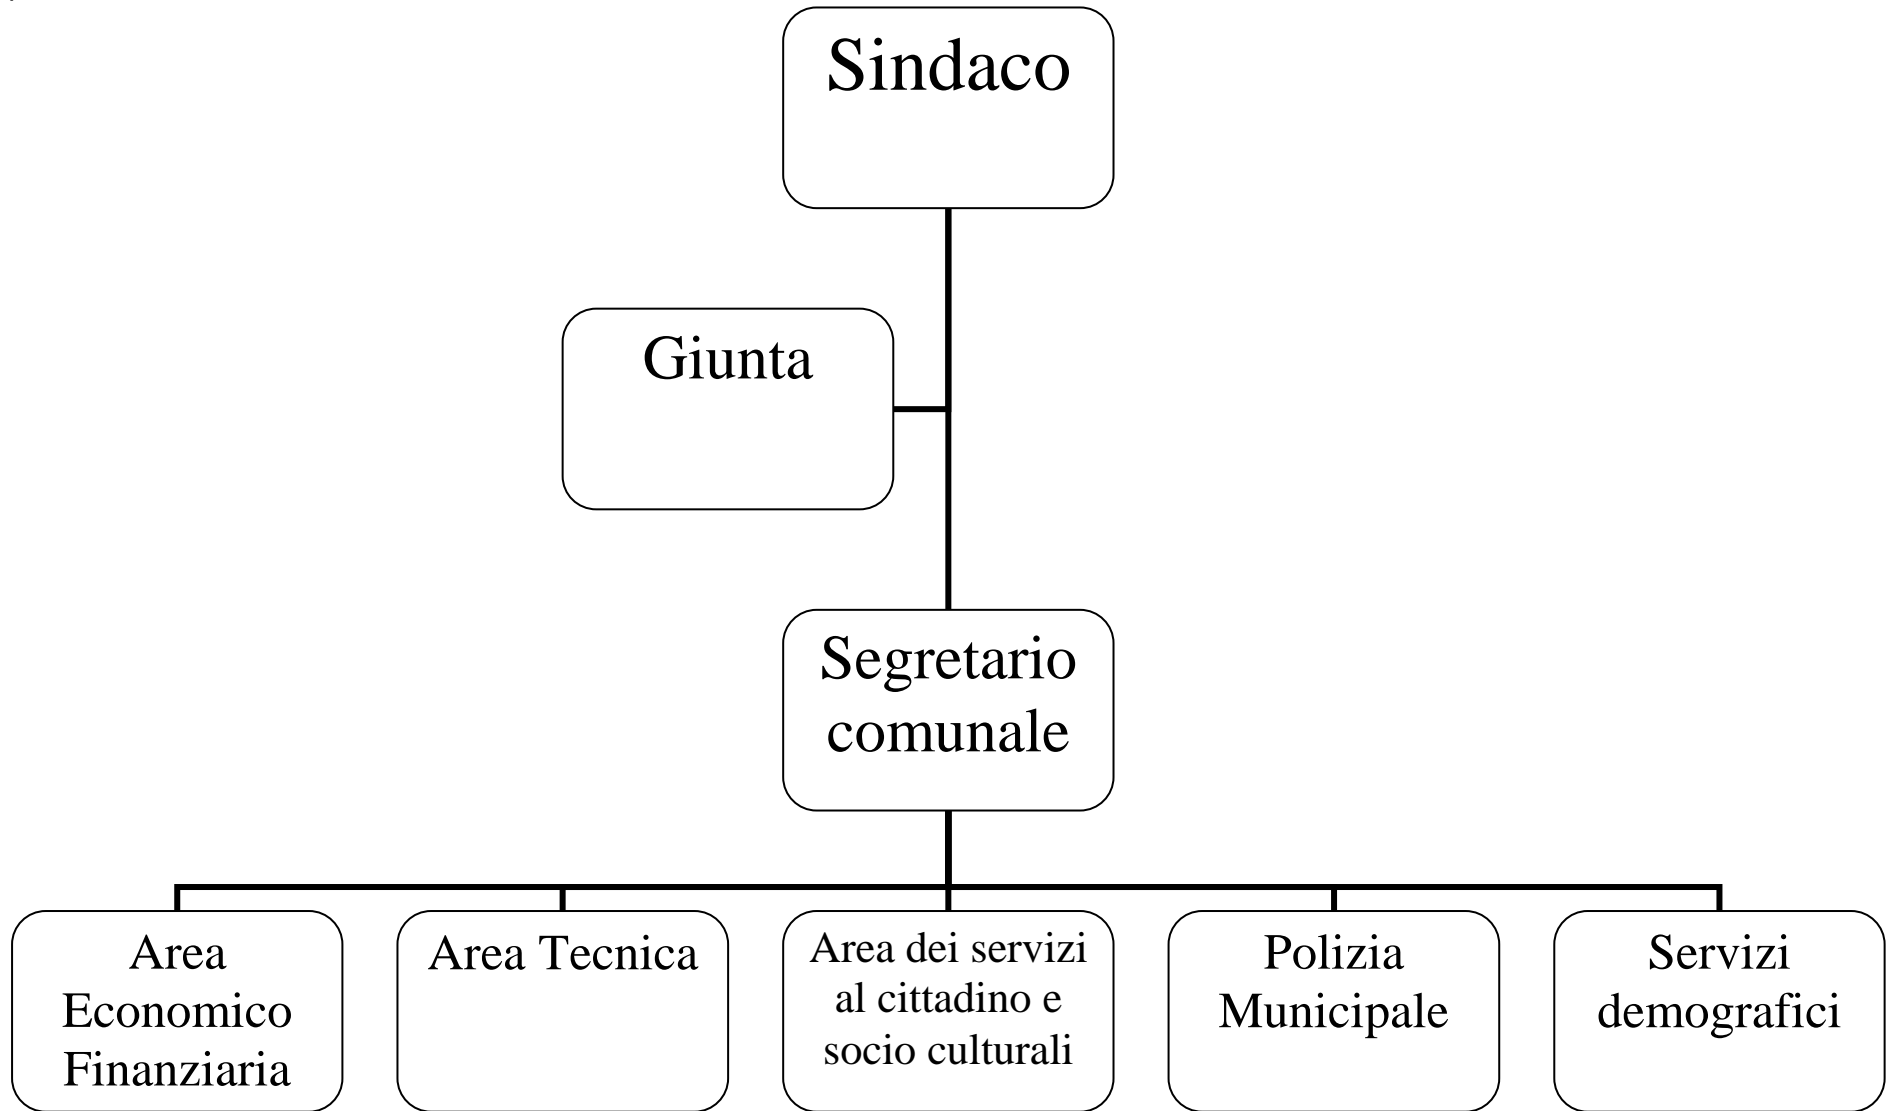 Sindaco
Giunta
Segretario
comunale
Area
Economico
Finanziaria
Area Tecnica
Area dei servizi
al cittadino e
socio culturali
Polizia
Municipale
Servizi
demografici